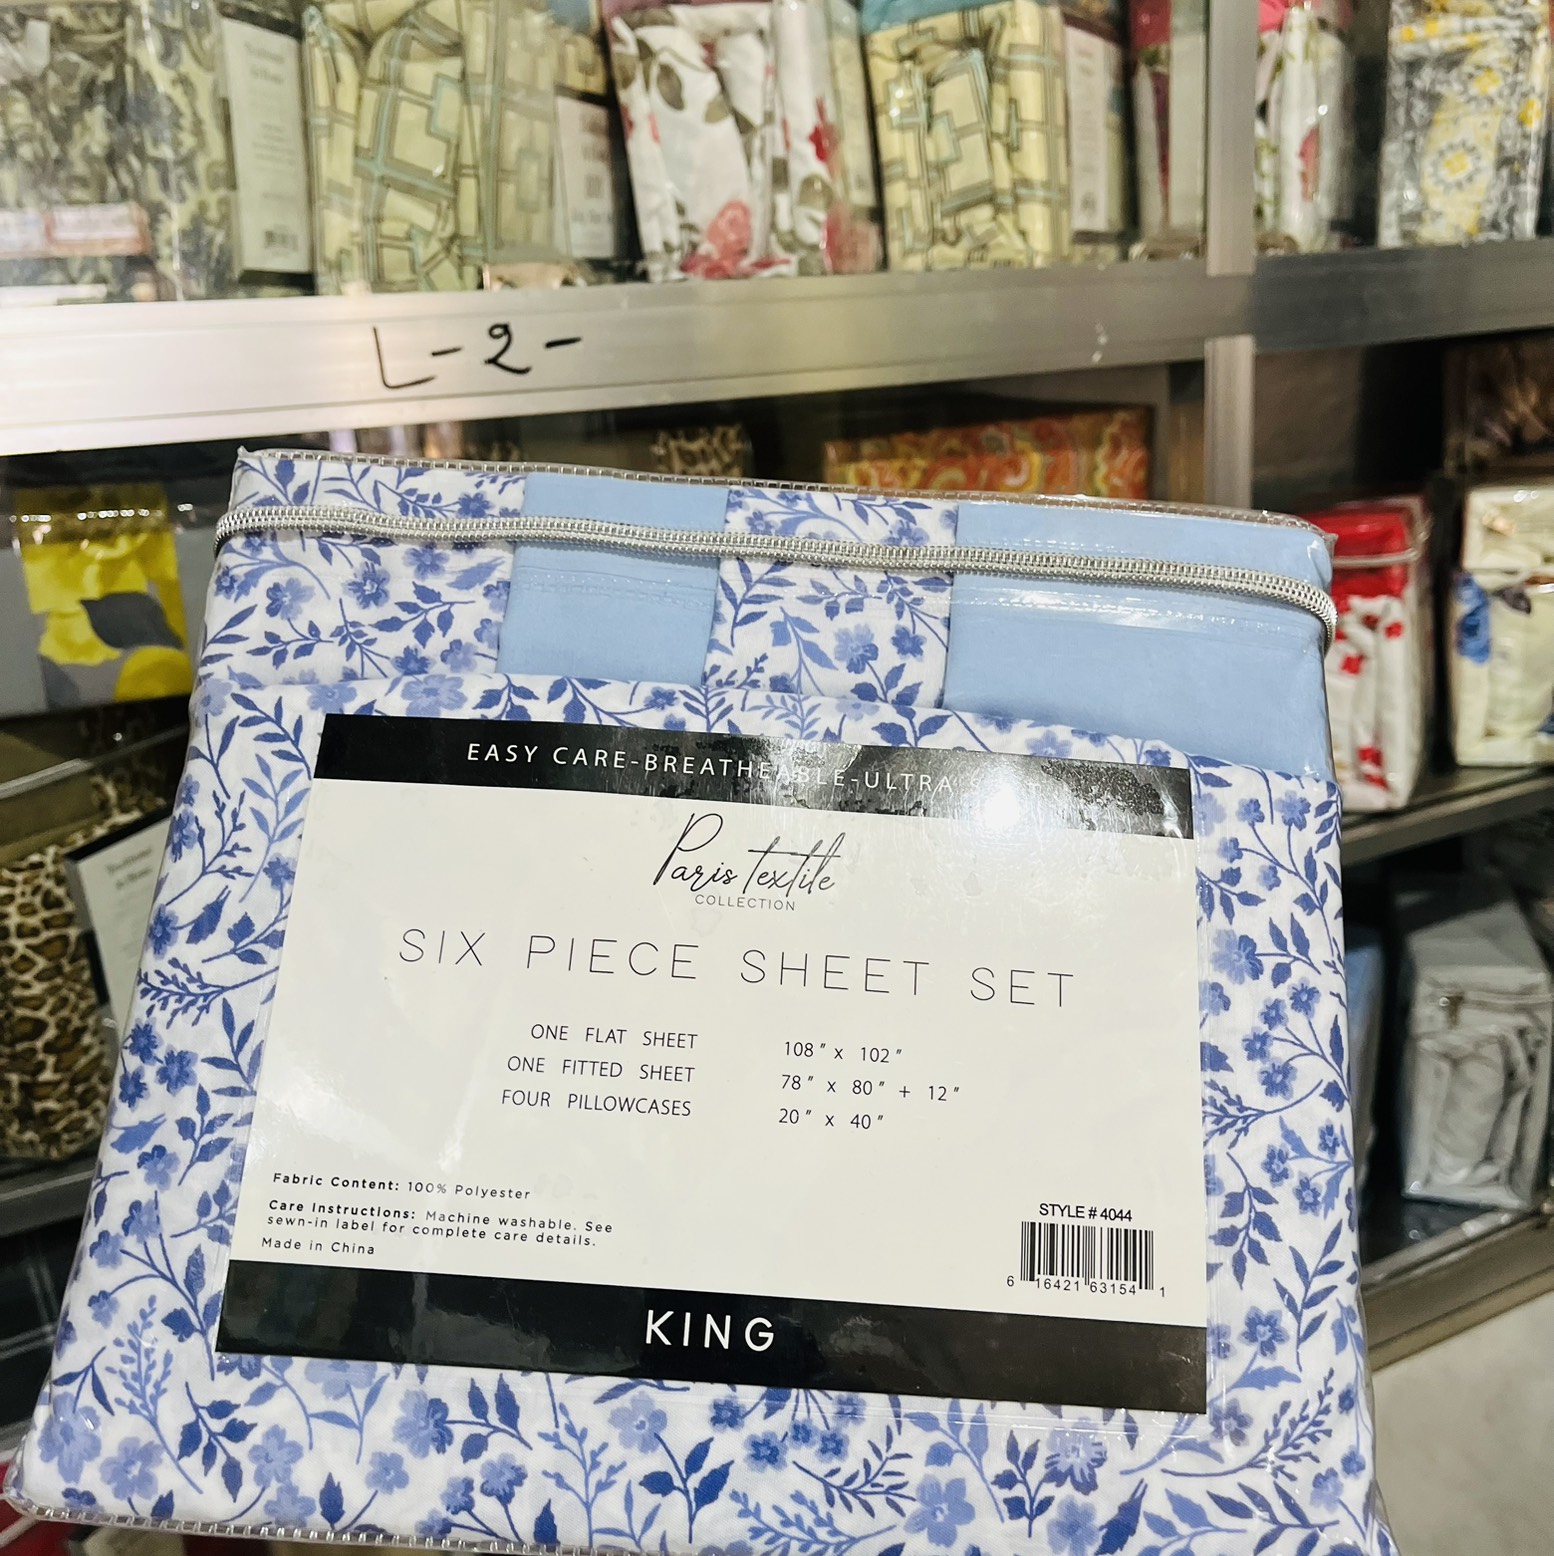 L-2-
EASY CARE-BREATHEABLE-ULTRA
Paris Textile
COLLECTION
SIX PIECE SHEET SET
ONE FLAT SHEET 108" x 102"
ONE FITTED SHEET 78" x 80" + 12"
FOUR PILLOWCASES 20" x 40"
Fabric Content: 100% Polyester
Care Instructions: Machine washable. See
sewn-in label for complete care details.
Made in China
STYLE # 4044
6 16421 63154 1
KING